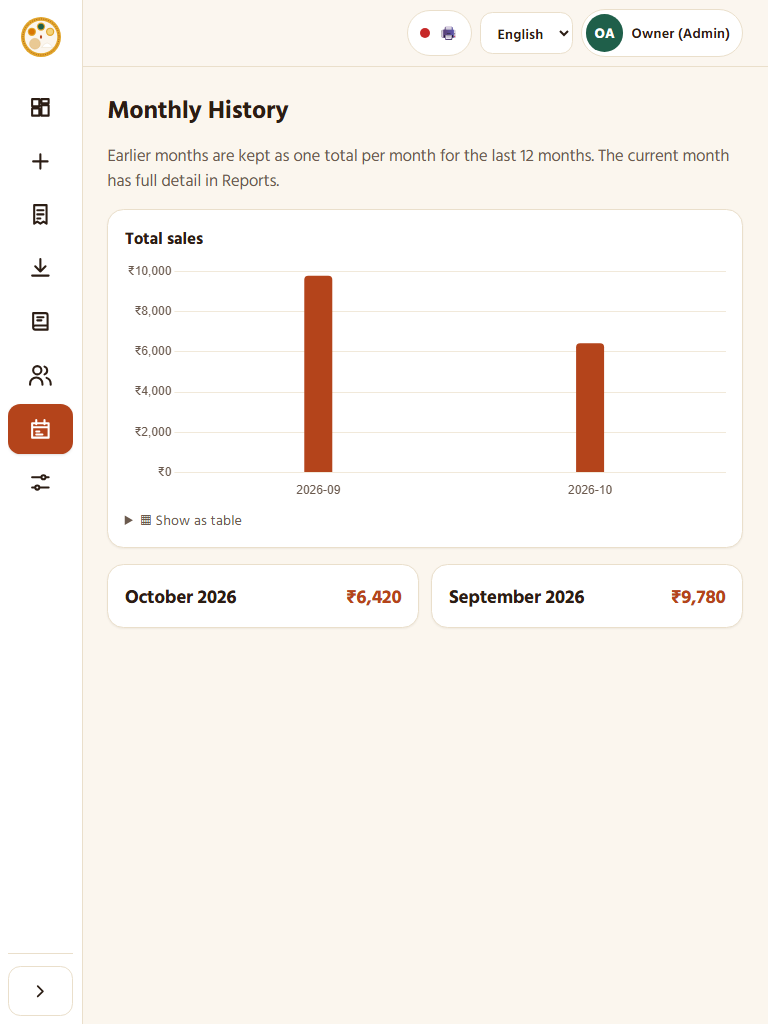 English
OA
Owner (Admin)
Monthly History
Earlier months are kept as one total per month for the last 12 months. The current month
has full detail in Reports.
Total sales
₹10,000
₹8,000
₹6,000
₹4,000
₹2,000
₹0
2026-09
2026-10
Show as table
October 2026
₹6,420
September 2026
₹9,780